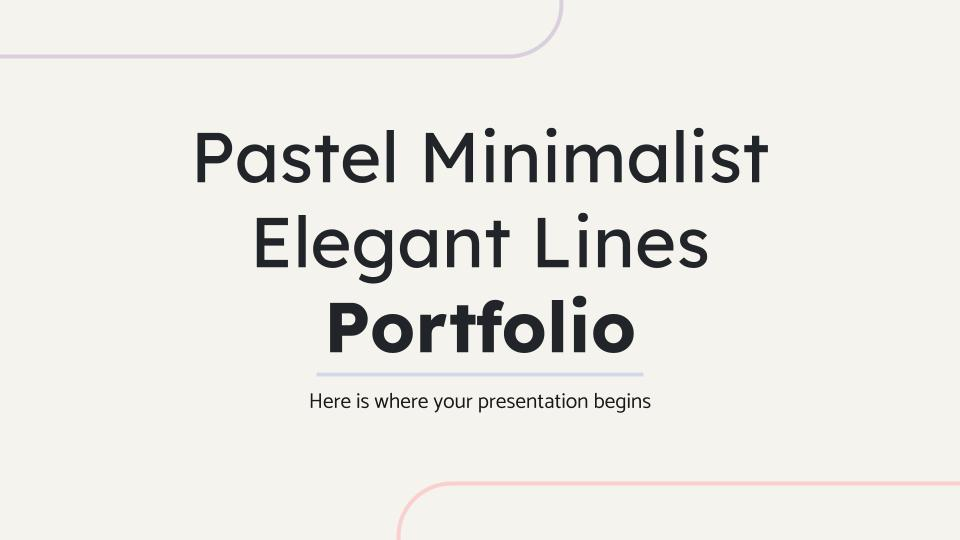 Pastel Minimalist
Elegant Lines
Portfolio
Here is where your presentation begins